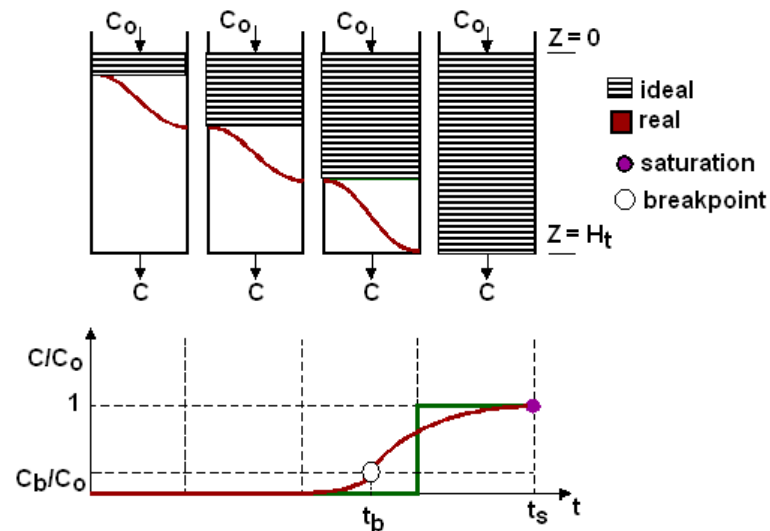 Co Co Co Co Z = 0
ideal
real
saturation
breakpoint
Z = Ht
C C C C
C/Co
1
Cb/Co
tb ts t